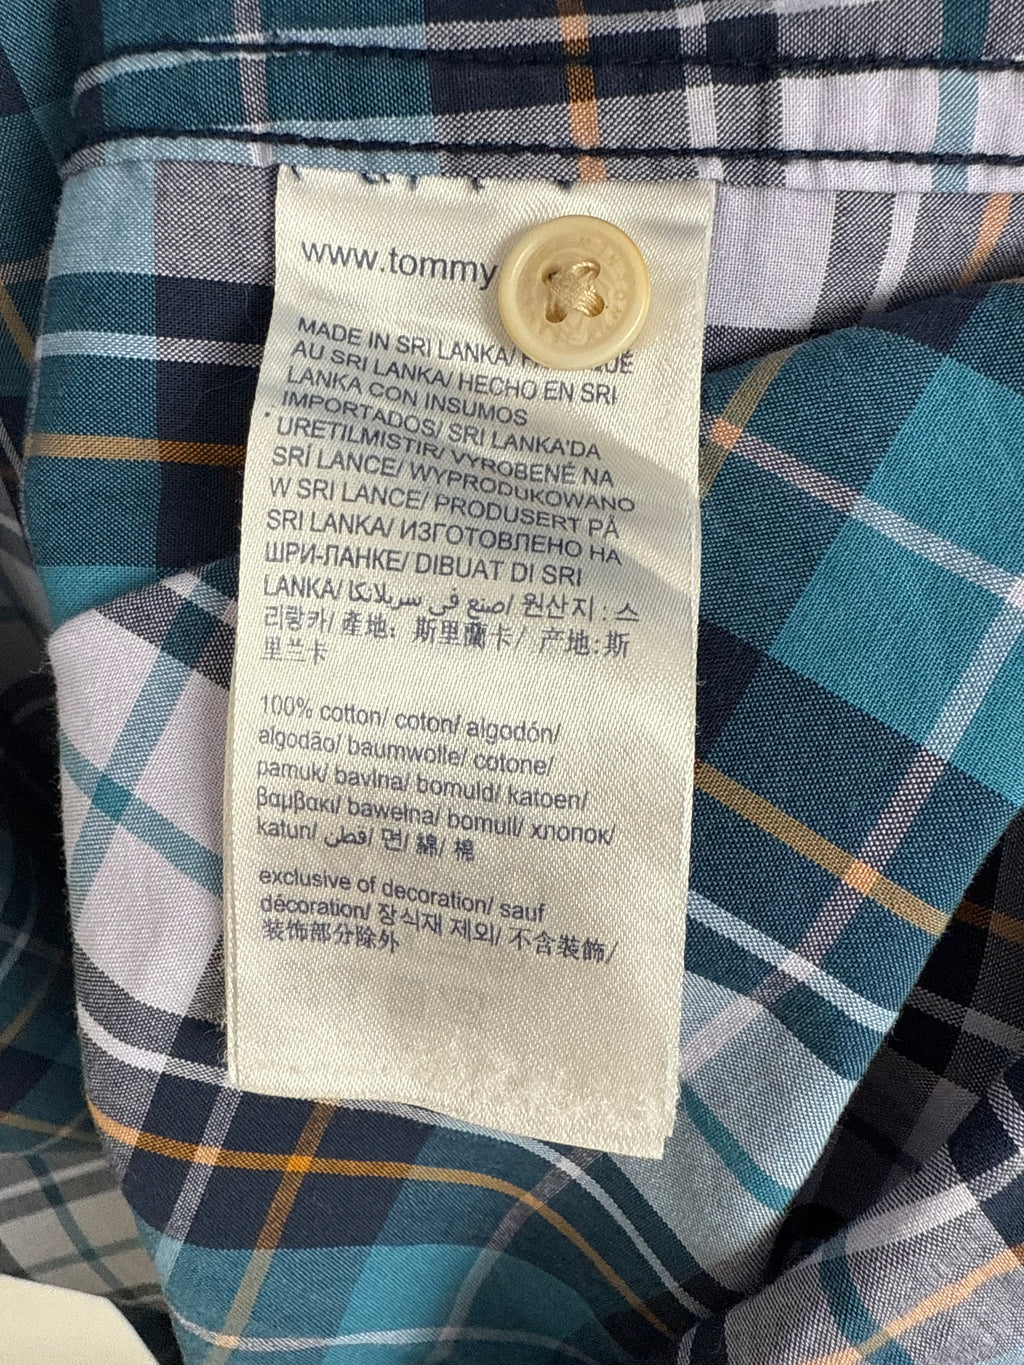 www.tommy
MADE IN SRI LANKA/
AU SRI LANKA/ HECHO EN SRI
LANKA CON INSUMOS
IMPORTADOS/ SRI LANKA'DA
URETILMISTIR/ VYROBENÉ NA
SRÍ LANCE/ WYPRODUKOWANO
W SRI LANCE/ PRODUSERT PÅ
SRI LANKA/ ИЗГОТОВЛЕНО НА
ШРИ-ЛАНКЕ/ DIBUAT DI SRI
LANKA/ صنع في سريلانكا/ 원산지 : 스
리랑카/ 產地: 斯里蘭卡/ 产地:斯
里兰卡
100% cotton/ coton/ algodón/
algodão/ baumwolle/ cotone/
pamuk/ bavlna/ bomuld/ katoen/
βαμβακι/ bawełna/ bomull/ хлопок/
katun/ قطن/ 면/ 綿/ 棉
exclusive of decoration/ sauf
décoration/ 장식재 제외/ 不含裝飾/
装饰部分除外